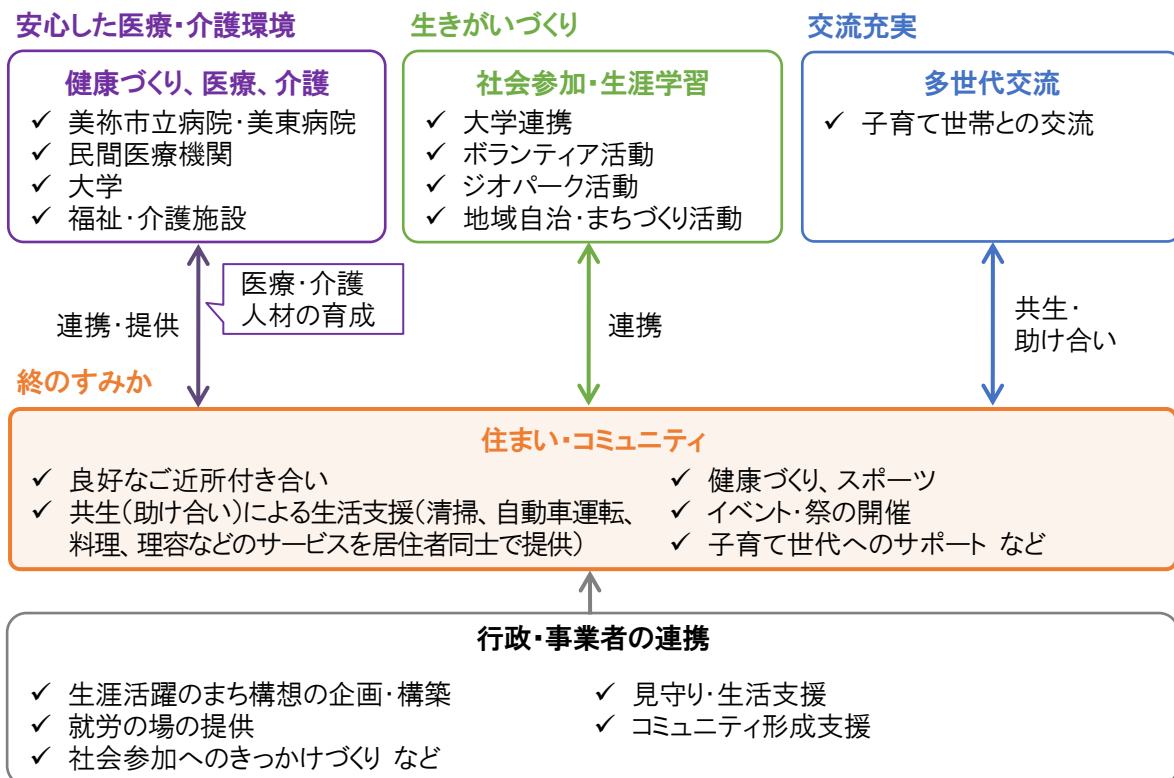 安心した医療・介護環境
健康づくり、医療、介護
✓ 美祢市立病院・美東病院
✓ 民間医療機関
✓ 大学
✓ 福祉・介護施設
生きがいづくり
社会参加・生涯学習
✓ 大学連携
✓ ボランティア活動
✓ ジオパーク活動
✓ 地域自治・まちづくり活動
交流充実
多世代交流
✓ 子育て世帯との交流
連携・提供
医療・介護
人材の育成
連携
共生・
助け合い
終のすみか
住まい・コミュニティ
✓ 良好なご近所付き合い
✓ 共生（助け合い）による生活支援（清掃、自動車運転、
料理、理容などのサービスを居住者同士で提供）
✓ 健康づくり、スポーツ
✓ イベント・祭の開催
✓ 子育て世代へのサポート など
行政・事業者の連携
✓ 生涯活躍のまち構想の企画・構築
✓ 就労の場の提供
✓ 社会参加へのきっかけづくり など
✓ 見守り・生活支援
✓ コミュニティ形成支援